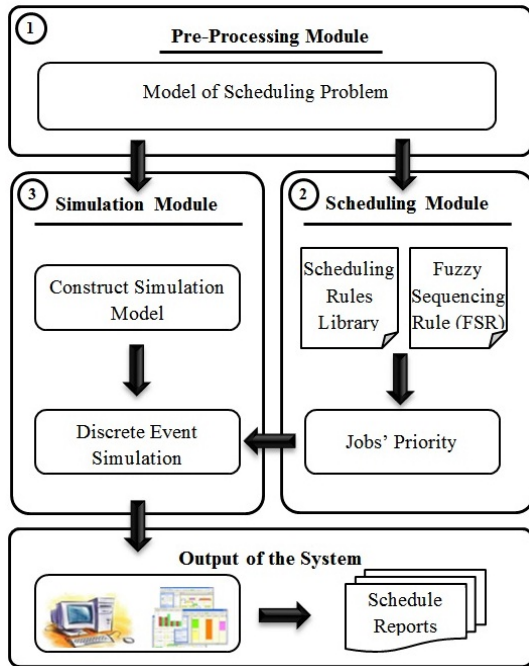 1
Pre-Processing Module
Model of Scheduling Problem
3
Simulation Module
Construct Simulation
Model
Discrete Event
Simulation
2
Scheduling Module
Scheduling
Rules
Library
Fuzzy
Sequencing
Rule (FSR)
Jobs’ Priority
Output of the System
Schedule
Reports